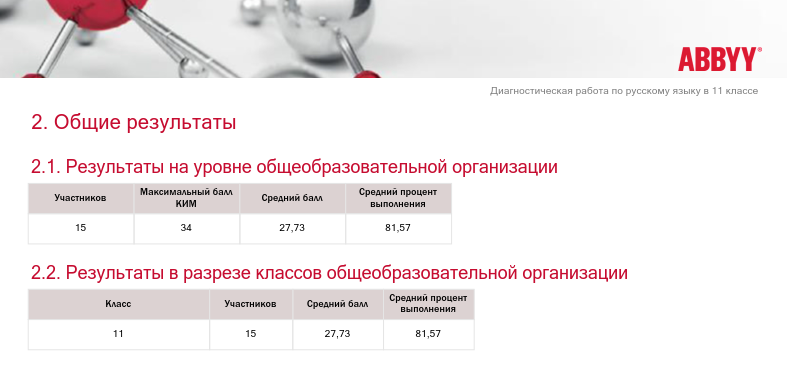 ABBYY®
Диагностическая работа по русскому языку в 11 классе
2. Общие результаты
2.1. Результаты на уровне общеобразовательной организации
Участников Максимальный балл КИМ Средний балл Средний процент выполнения
15 34 27,73 81,57
2.2. Результаты в разрезе классов общеобразовательной организации
Класс Участников Средний балл Средний процент выполнения
11 15 27,73 81,57